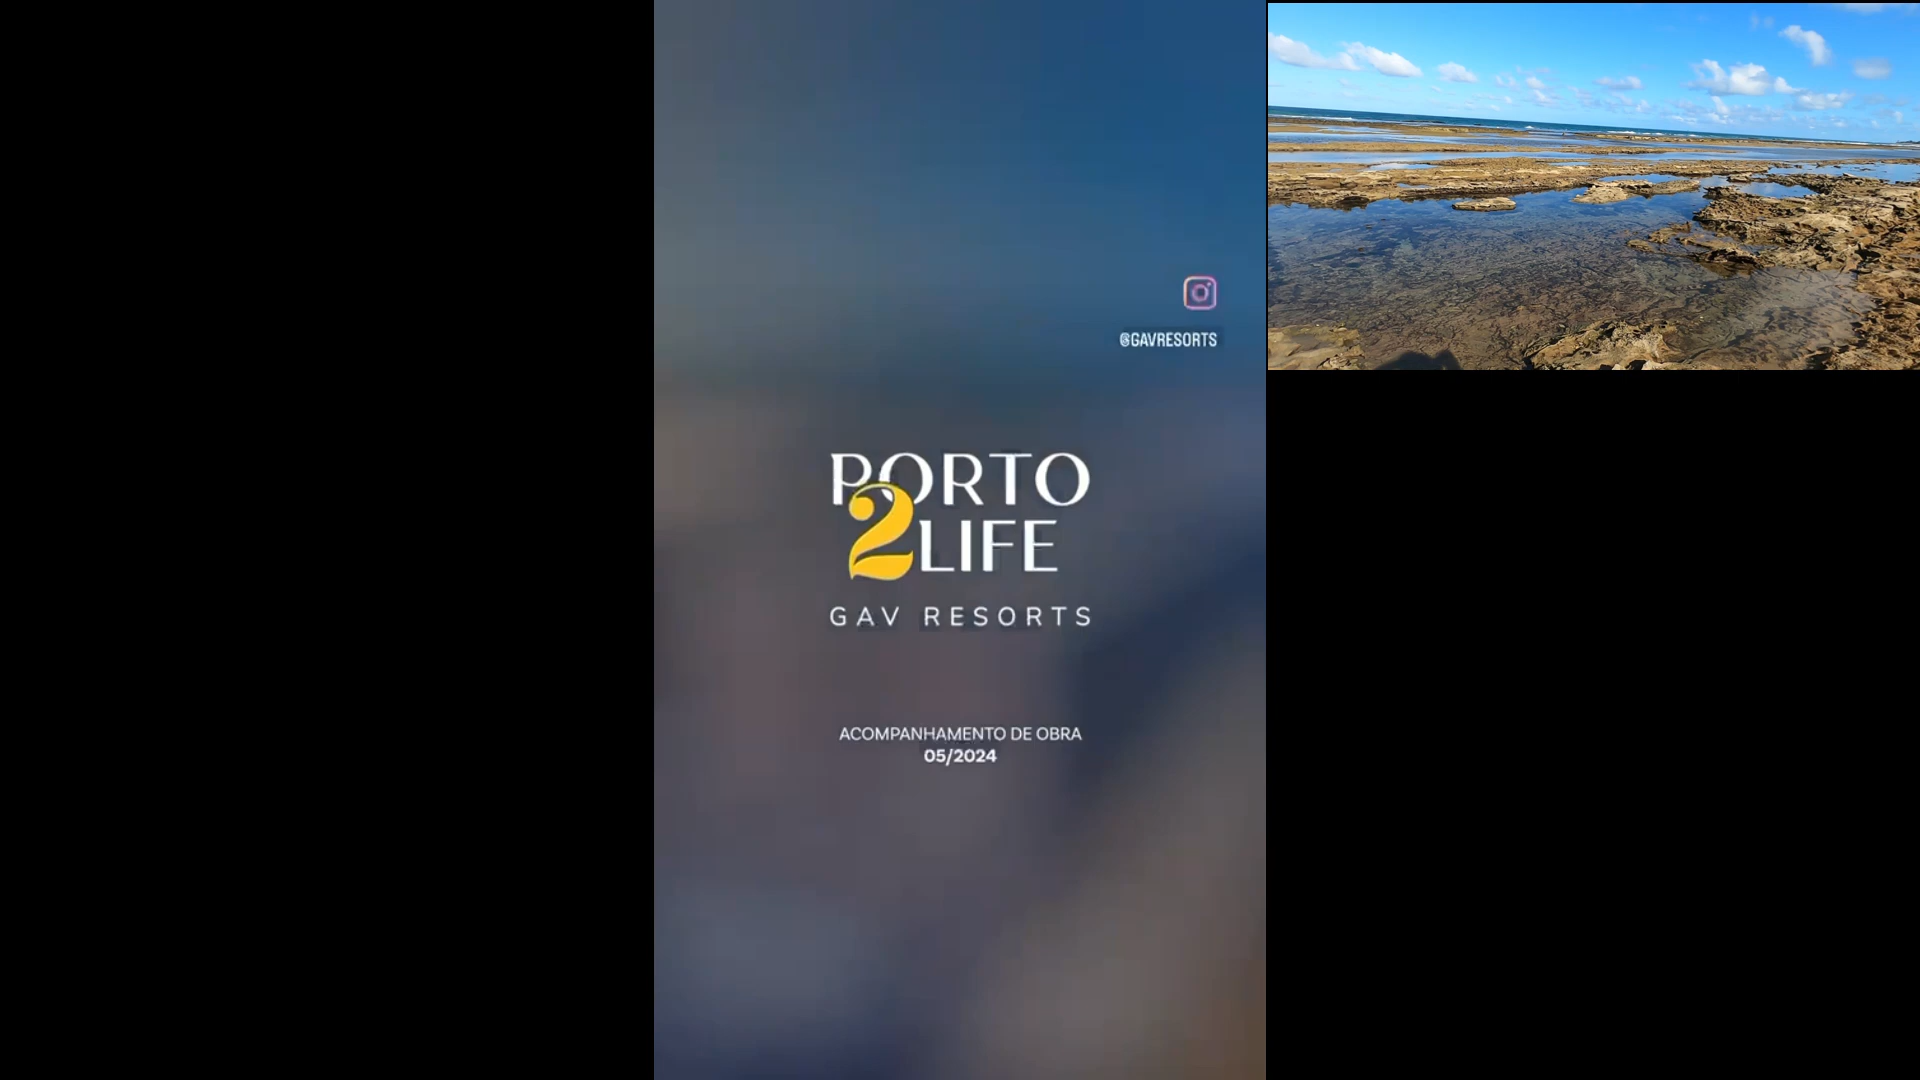 @GAVRESORTS
PORTO
2LIFE
GAV RESORTS
ACOMPANHAMENTO DE OBRA
05/2024